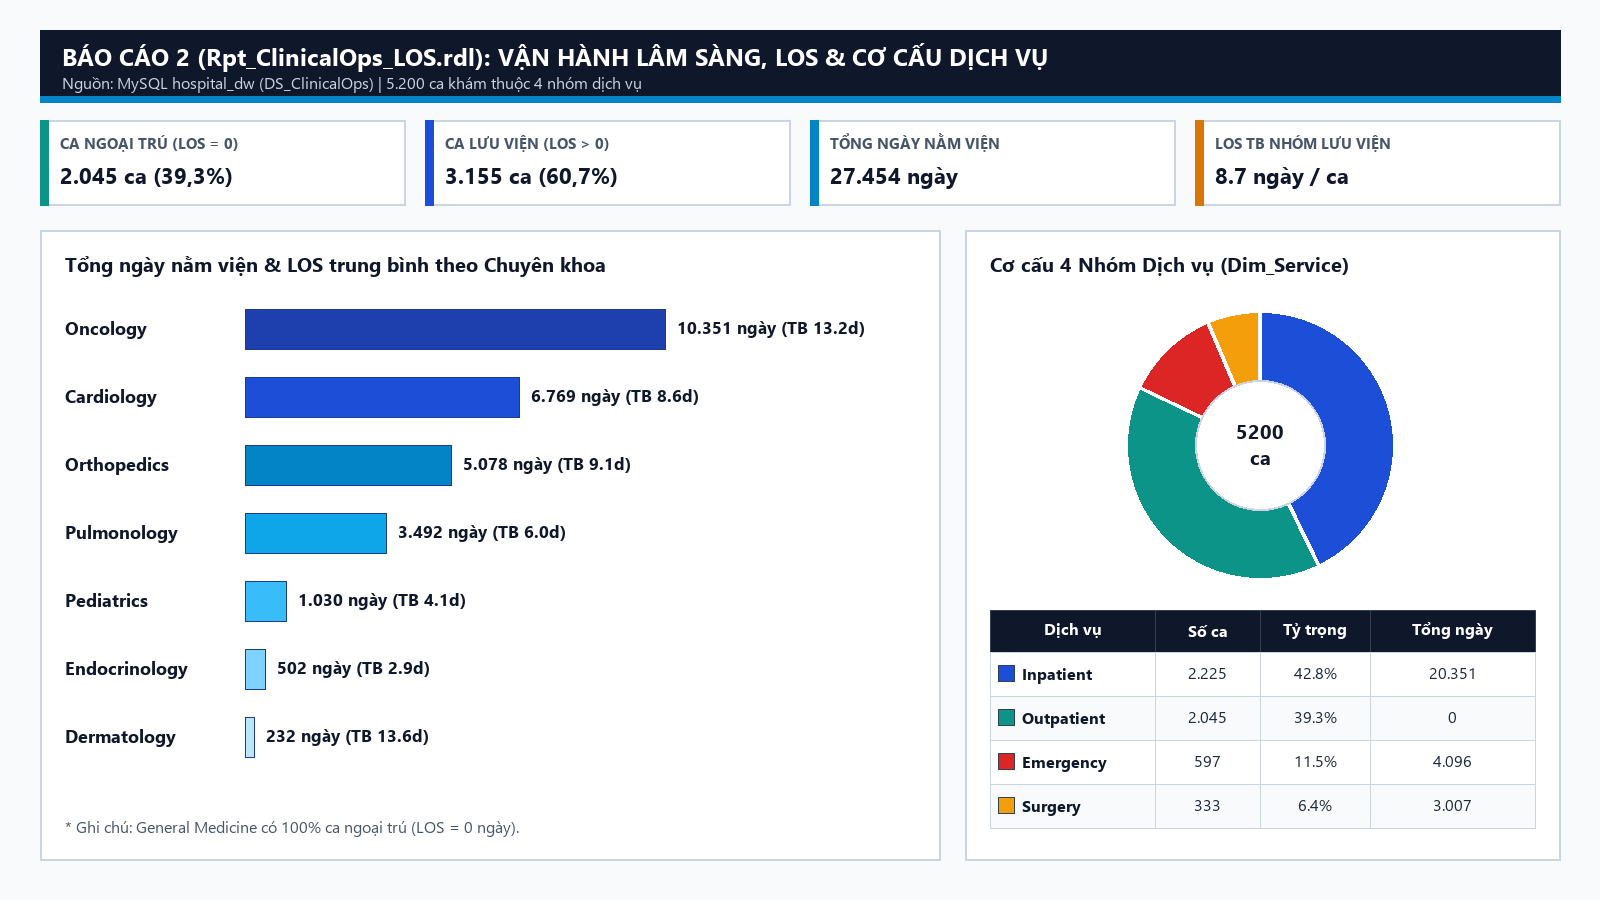 BÁO CÁO 2 (Rpt_ClinicalOps_LOS.rdl): VẬN HÀNH LÂM SÀNG, LOS & CƠ CẤU DỊCH VỤ
Nguồn: MySQL hospital_dw (DS_ClinicalOps) | 5.200 ca khám thuộc 4 nhóm dịch vụ
CA NGOẠI TRÚ (LOS = 0)
2.045 ca (39,3%)
CA LƯU VIỆN (LOS > 0)
3.155 ca (60,7%)
TỔNG NGÀY NẰM VIỆN
27.454 ngày
LOS TB NHÓM LƯU VIỆN
8.7 ngày / ca
Tổng ngày nằm viện & LOS trung bình theo Chuyên khoa
Oncology 10.351 ngày (TB 13.2d)
Cardiology 6.769 ngày (TB 8.6d)
Orthopedics 5.078 ngày (TB 9.1d)
Pulmonology 3.492 ngày (TB 6.0d)
Pediatrics 1.030 ngày (TB 4.1d)
Endocrinology 502 ngày (TB 2.9d)
Dermatology 232 ngày (TB 13.6d)
* Ghi chú: General Medicine có 100% ca ngoại trú (LOS = 0 ngày).
Cơ cấu 4 Nhóm Dịch vụ (Dim_Service)
5200
ca
Dịch vụ Số ca Tỷ trọng Tổng ngày
Inpatient 2.225 42.8% 20.351
Outpatient 2.045 39.3% 0
Emergency 597 11.5% 4.096
Surgery 333 6.4% 3.007